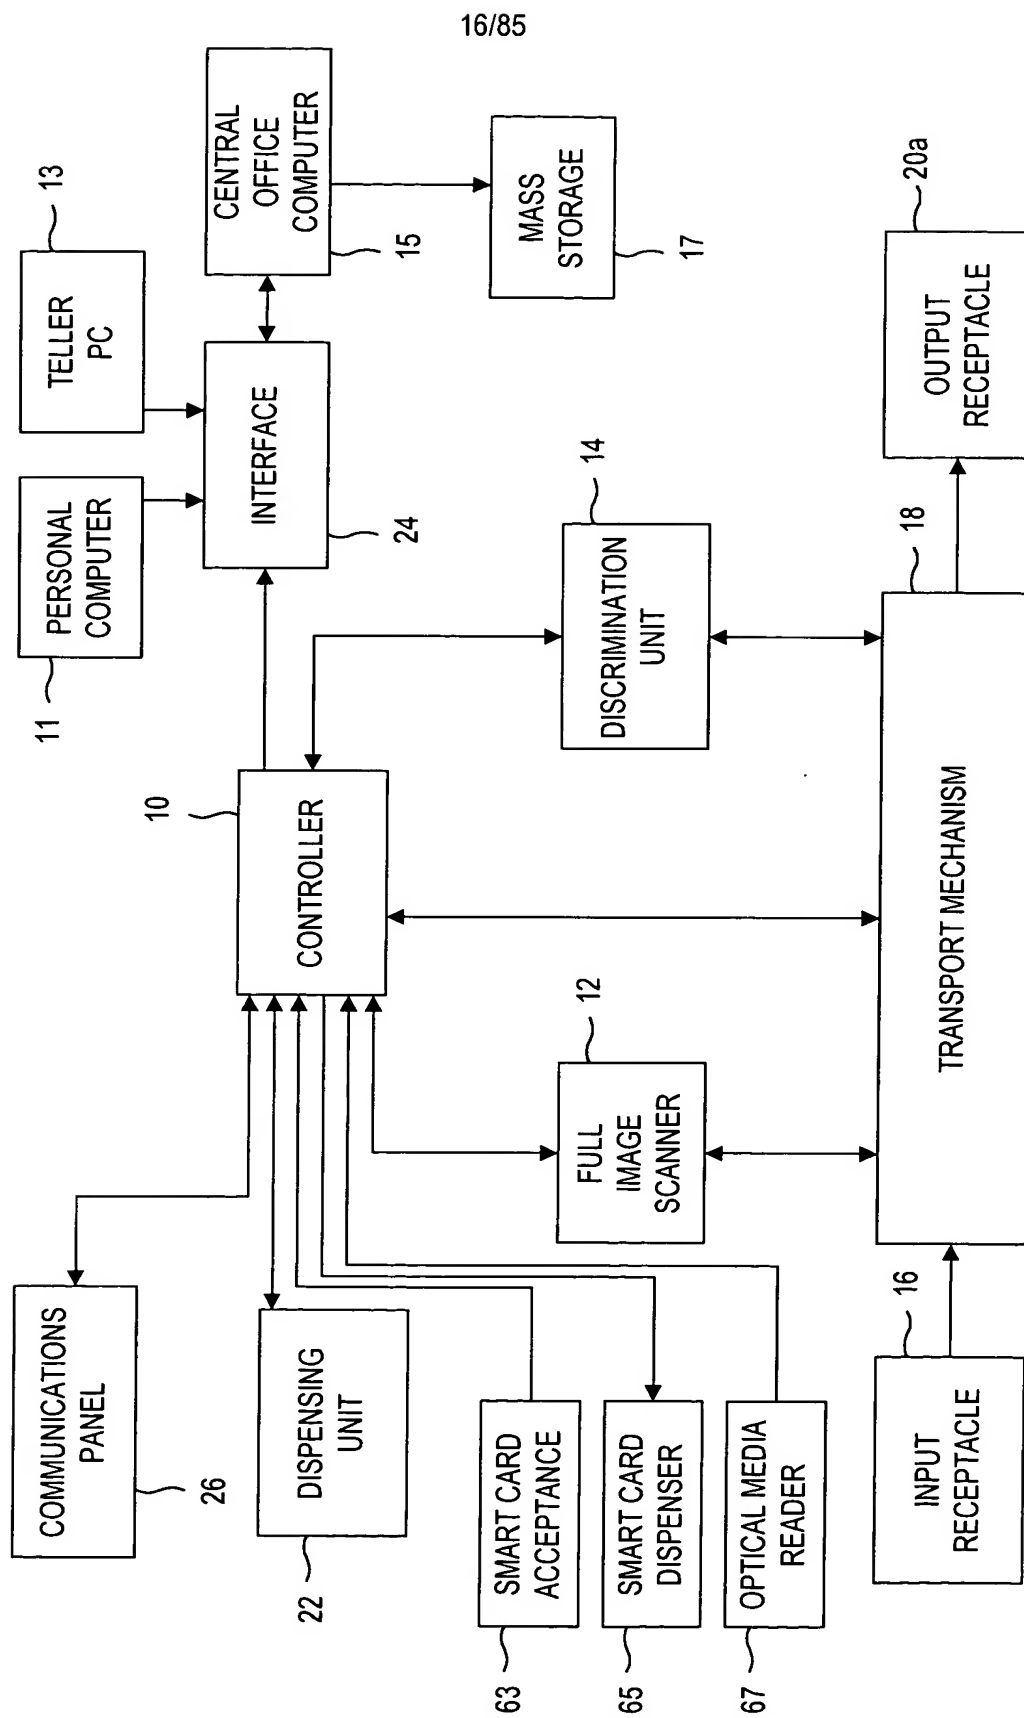 16/85
COMMUNICATIONS
PANEL
26
DISPENSING
UNIT
22
SMART CARD
ACCEPTANCE
63
SMART CARD
DISPENSER
65
OPTICAL MEDIA
READER
67
INPUT
RECEPTACLE
16
FULL
IMAGE
SCANNER
12
CONTROLLER
10
PERSONAL
COMPUTER
11
TELLER
PC
13
INTERFACE
24
CENTRAL
OFFICE
COMPUTER
15
MASS
STORAGE
17
DISCRIMINATION
UNIT
14
TRANSPORT MECHANISM
18
OUTPUT
RECEPTACLE
20a